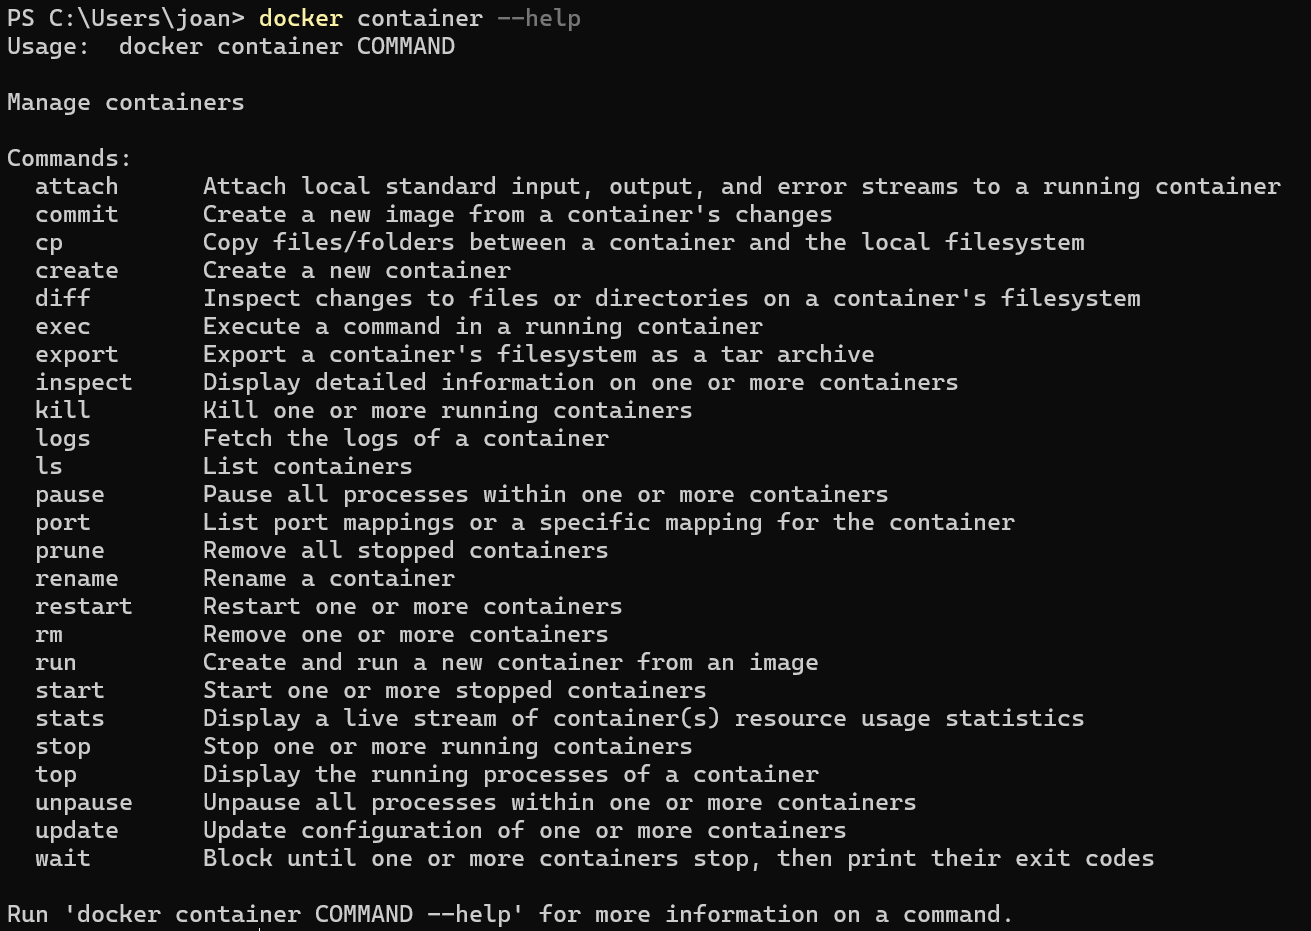 PS C:\Users\joan> docker container --help
Usage:  docker container COMMAND

Manage containers

Commands:
  attach      Attach local standard input, output, and error streams to a running container
  commit      Create a new image from a container's changes
  cp          Copy files/folders between a container and the local filesystem
  create      Create a new container
  diff        Inspect changes to files or directories on a container's filesystem
  exec        Execute a command in a running container
  export      Export a container's filesystem as a tar archive
  inspect     Display detailed information on one or more containers
  kill        Kill one or more running containers
  logs        Fetch the logs of a container
  ls          List containers
  pause       Pause all processes within one or more containers
  port        List port mappings or a specific mapping for the container
  prune       Remove all stopped containers
  rename      Rename a container
  restart     Restart one or more containers
  rm          Remove one or more containers
  run         Create and run a new container from an image
  start       Start one or more stopped containers
  stats       Display a live stream of container(s) resource usage statistics
  stop        Stop one or more running containers
  top         Display the running processes of a container
  unpause     Unpause all processes within one or more containers
  update      Update configuration of one or more containers
  wait        Block until one or more containers stop, then print their exit codes

Run 'docker container COMMAND --help' for more information on a command.